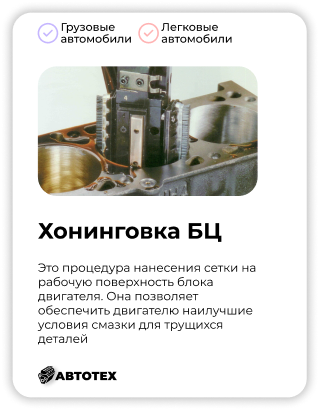 Грузовые
автомобили
Легковые
автомобили
Хонинговка БЦ
Это процедура нанесения сетки на
рабочую поверхность блока
двигателя. Она позволяет
обеспечить двигателю наилучшие
условия смазки для трущихся
деталей
АВТОТЕХ